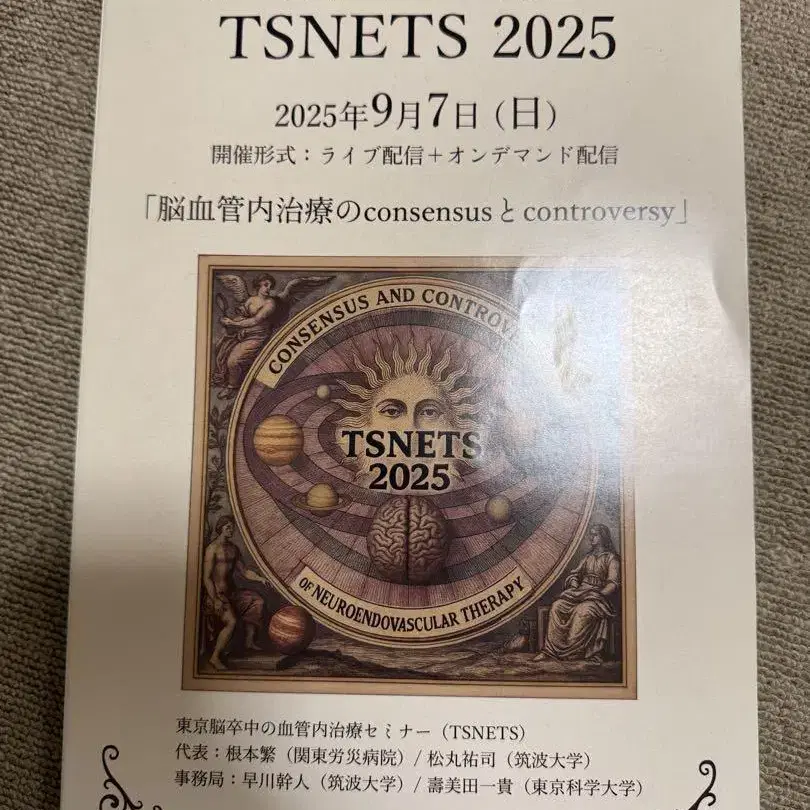 TSNETS 2025
2025年9月7日 (日)
開催形式：ライブ配信＋オンデマンド配信
「脳血管内治療のconsensusとcontroversy」
CONSENSUS AND
TSNETS
2025
OF NEUROENDOVASCULAR THERAPY
東京脳卒中の血管内治療セミナー（TSNETS）
代表：根本繁（関東労災病院）/ 松丸祐司（筑波大学）
事務局：早川幹人（筑波大学）/ 壽美田一貴（東京科学大学）